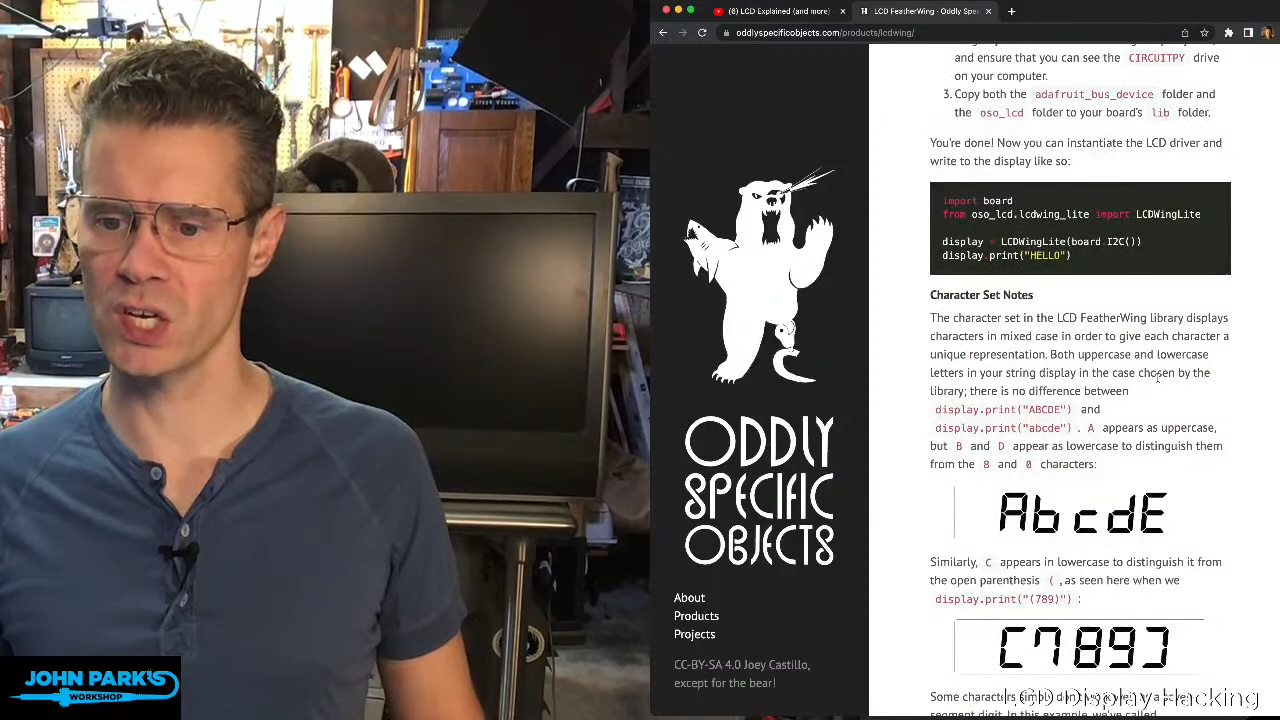 (6) LCD Explained (and more)
LCD FeatherWing · Oddly Spe
oddlyspecificobjects.com/products/lcdwing/
and ensure that you can see the CIRCUITPY drive
on your computer.
3. Copy both the adafruit_bus_device folder and
the oso_lcd folder to your board's lib folder.
You're done! Now you can instantiate the LCD driver and
write to the display like so:
import board
from oso_lcd.lcdwing_lite import LCDWingLite
display = LCDWingLite(board.I2C())
display.print("HELLO")
Character Set Notes
The character set in the LCD FeatherWing library displays
characters in mixed case in order to give each character a
unique representation. Both uppercase and lowercase
letters in your string display in the case chosen by the
library; there is no difference between
display.print("ABCDE") and
display.print("abcde"). A appears as uppercase,
but B and D appear as lowercase to distinguish them
from the 8 and 0 characters:
AbcdE
Similarly, C appears in lowercase to distinguish it from
the open parenthesis (, as seen here when we
display.print("(789)"):
[789]
ODDLY
SPECIFIC
OBJECTS
About
Products
Projects
CC-BY-SA 4.0 Joey Castillo,
except for the bear!
JOHN PARK'S
WORKSHOP
LCD Display Hacking